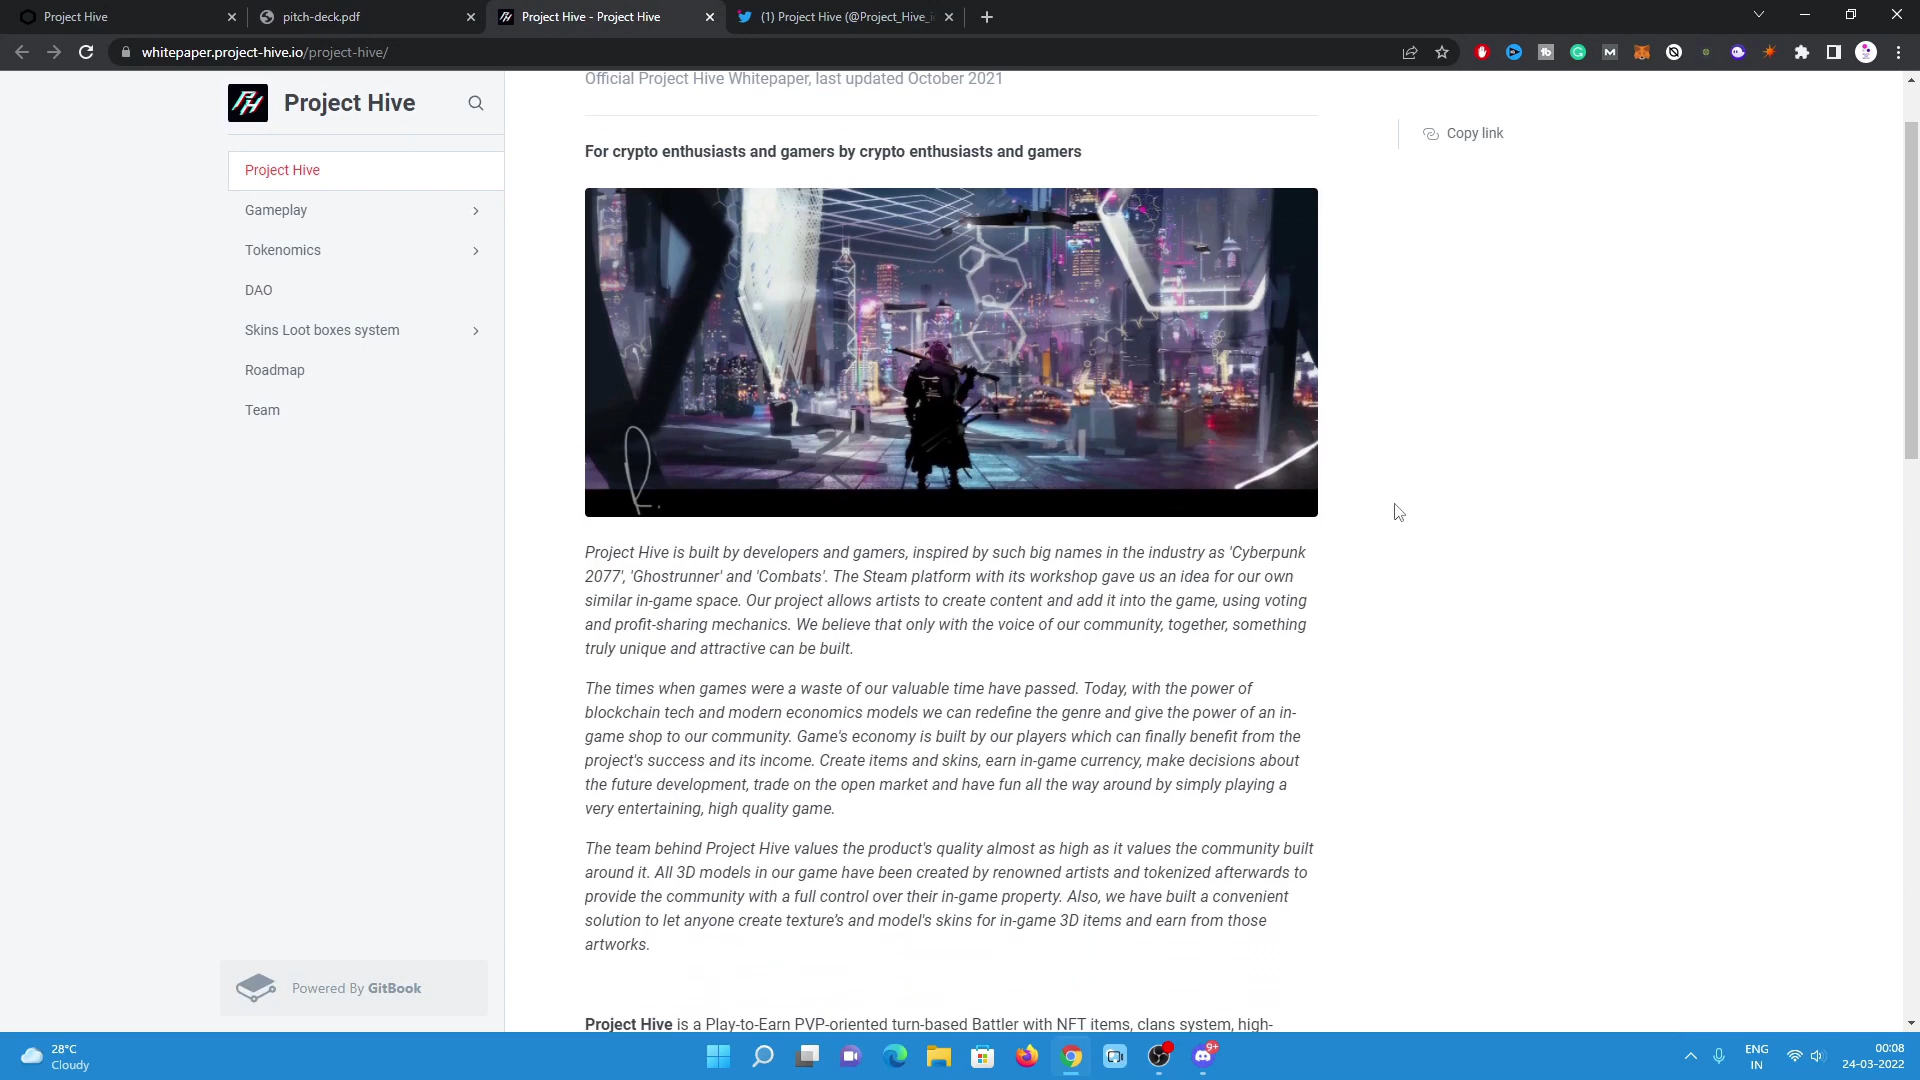 Project Hive
pitch-deck.pdf
Project Hive - Project Hive
(1) Project Hive (@Project_Hive_i
whitepaper.project-hive.io/project-hive/
Project Hive
Project Hive
Gameplay
Tokenomics
DAO
Skins Loot boxes system
Roadmap
Team
Powered By GitBook
Official Project Hive Whitepaper, last updated October 2021
For crypto enthusiasts and gamers by crypto enthusiasts and gamers
Copy link
Project Hive is built by developers and gamers, inspired by such big names in the industry as 'Cyberpunk
2077', 'Ghostrunner' and 'Combats'. The Steam platform with its workshop gave us an idea for our own
similar in-game space. Our project allows artists to create content and add it into the game, using voting
and profit-sharing mechanics. We believe that only with the voice of our community, together, something
truly unique and attractive can be built.
The times when games were a waste of our valuable time have passed. Today, with the power of
blockchain tech and modern economics models we can redefine the genre and give the power of an in-
game shop to our community. Game's economy is built by our players which can finally benefit from the
project's success and its income. Create items and skins, earn in-game currency, make decisions about
the future development, trade on the open market and have fun all the way around by simply playing a
very entertaining, high quality game.
The team behind Project Hive values the product's quality almost as high as it values the community built
around it. All 3D models in our game have been created by renowned artists and tokenized afterwards to
provide the community with a full control over their in-game property. Also, we have built a convenient
solution to let anyone create texture's and model's skins for in-game 3D items and earn from those
artworks.
Project Hive is a Play-to-Earn PVP-oriented turn-based Battler with NFT items, clans system, high-
28°C
Cloudy
9+
ENG
IN
00:08
24-03-2022